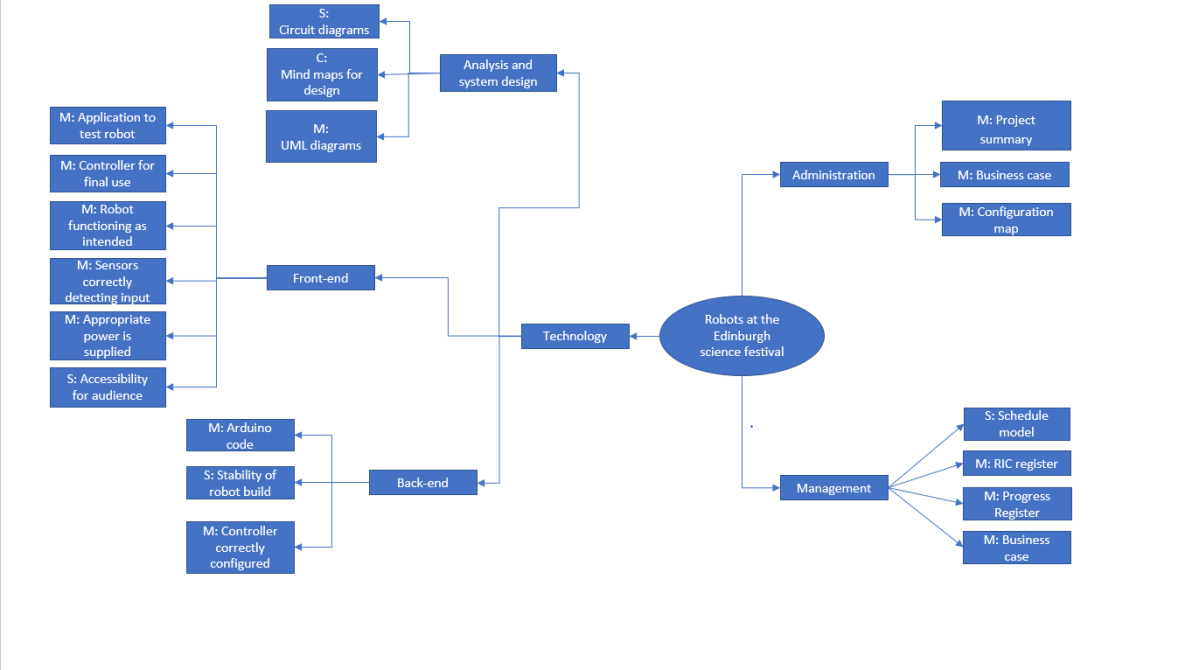 S:
Circuit diagrams
C:
Mind maps for
design
M:
UML diagrams
Analysis and
system design
M: Application to
test robot
M: Controller for
final use
M: Robot
functioning as
intended
M: Sensors
correctly
detecting input
M: Appropriate
power is
supplied
S: Accessibility
for audience
Front-end
M: Arduino
code
S: Stability of
robot build
M: Controller
correctly
configured
Back-end
Technology
Robots at the
Edinburgh
science festival
Administration
M: Project
summary
M: Business case
M: Configuration
map
Management
S: Schedule
model
M: RIC register
M: Progress
Register
M: Business
case